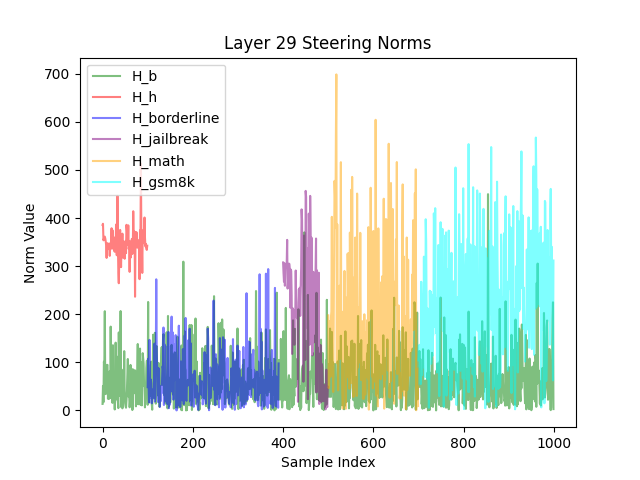 Layer 29 Steering Norms
H_b
H_h
H_borderline
H_jailbreak
H_math
H_gsm8k
Norm Value
700
600
500
400
300
200
100
0
0 200 400 600 800 1000
Sample Index